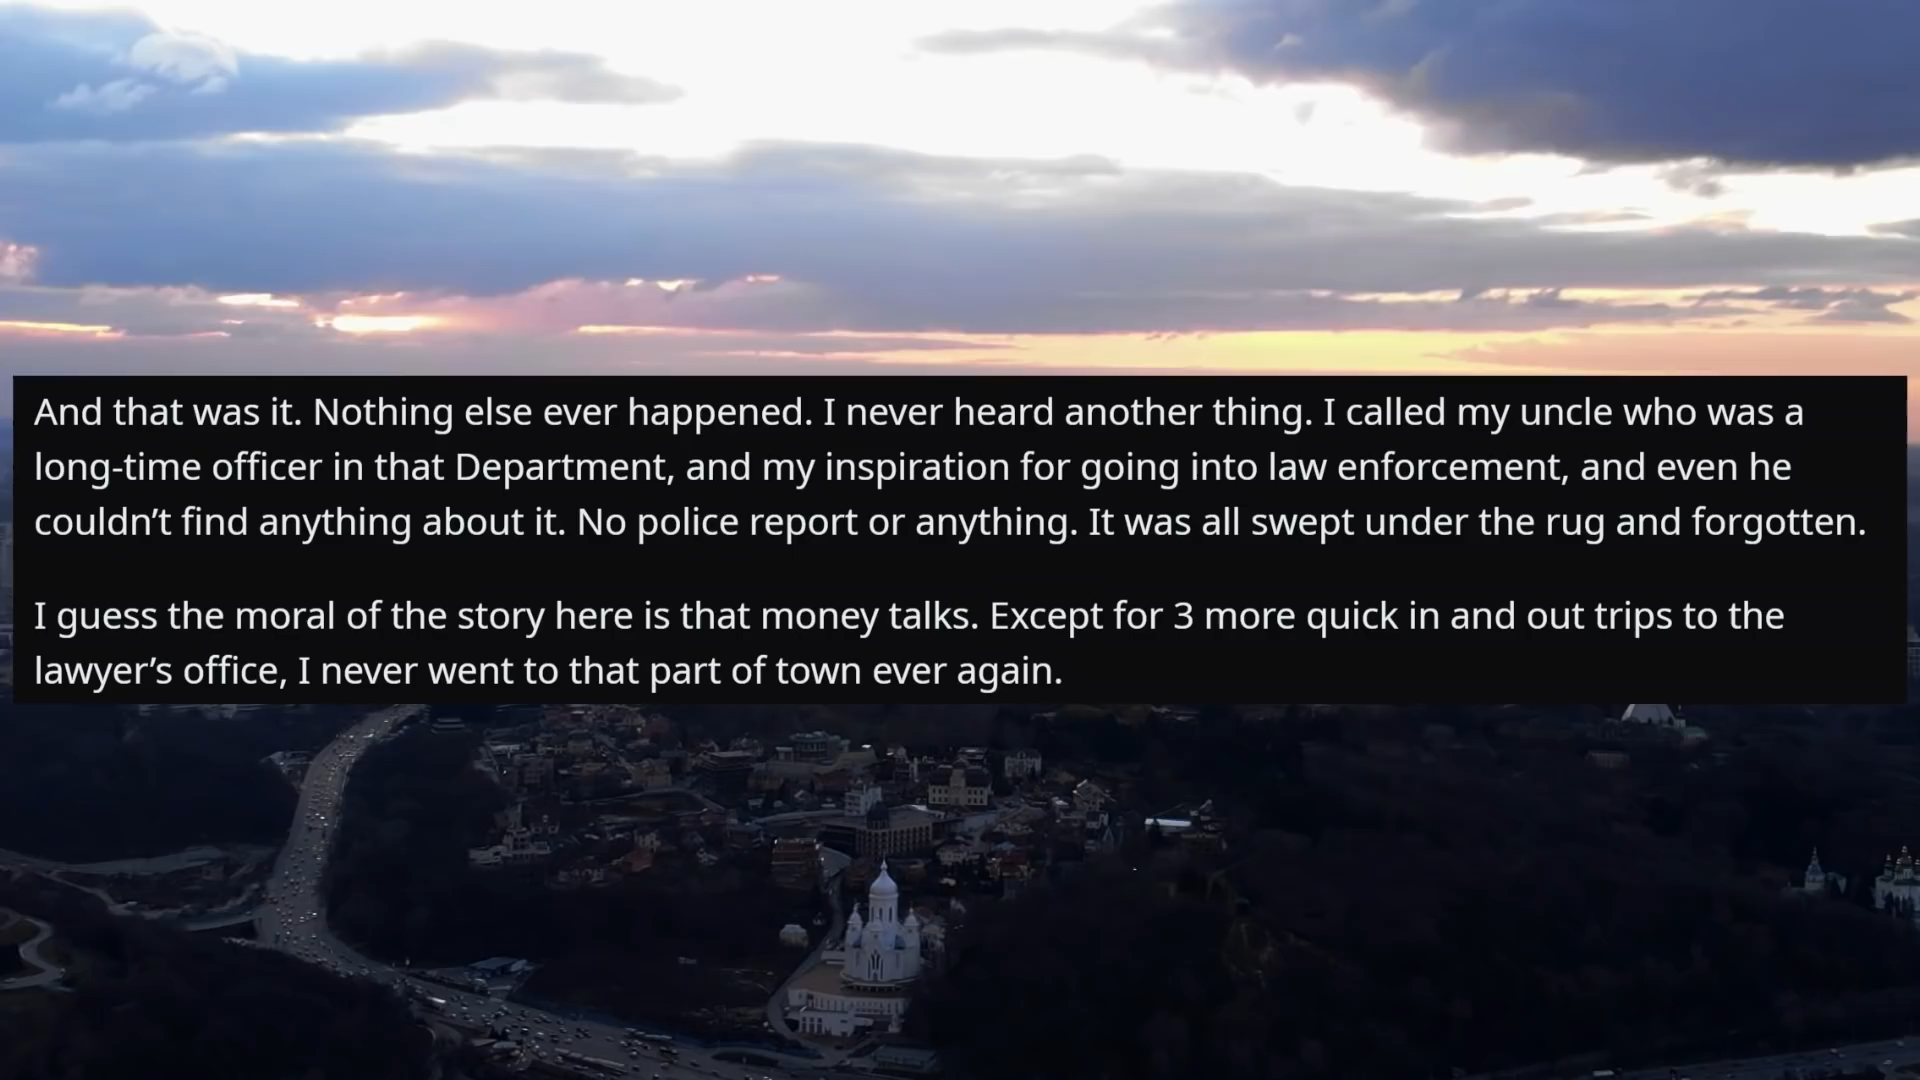 And that was it. Nothing else ever happened. I never heard another thing. I called my uncle who was a
long-time officer in that Department, and my inspiration for going into law enforcement, and even he
couldn’t find anything about it. No police report or anything. It was all swept under the rug and forgotten.
I guess the moral of the story here is that money talks. Except for 3 more quick in and out trips to the
lawyer’s office, I never went to that part of town ever again.